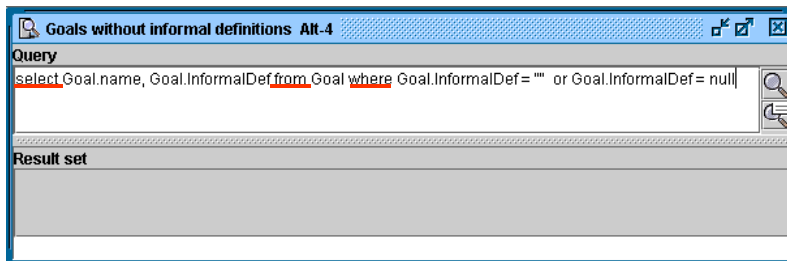 Goals without informal definitions Alt-4
Query
select Goal.name, Goal.InformalDef from Goal where Goal.InformalDef = "" or Goal.InformalDef = null
Result set